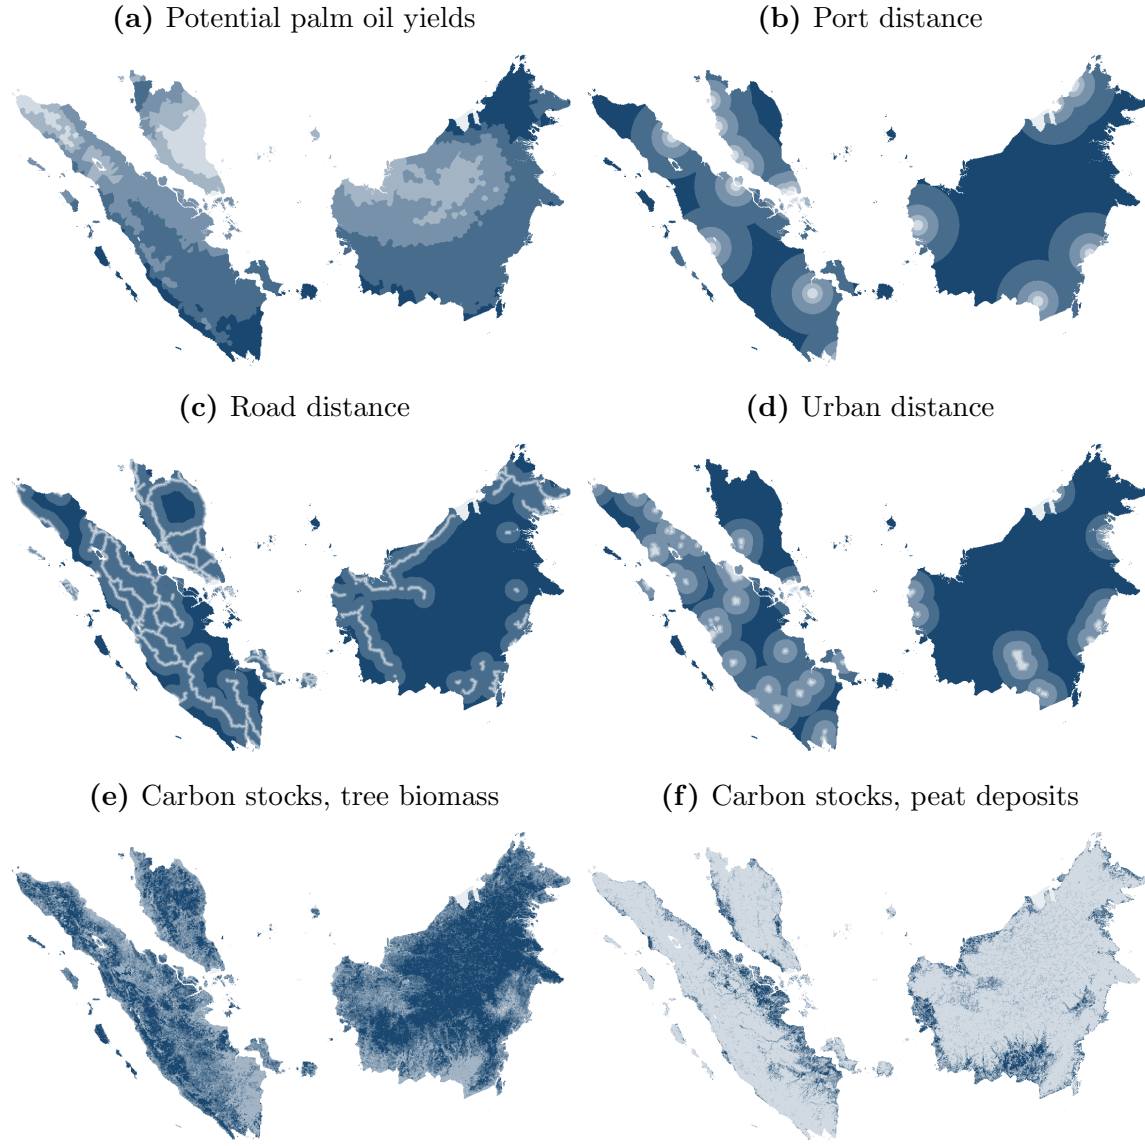 (a) Potential palm oil yields
(b) Port distance
(c) Road distance
(d) Urban distance
(e) Carbon stocks, tree biomass
(f) Carbon stocks, peat deposits